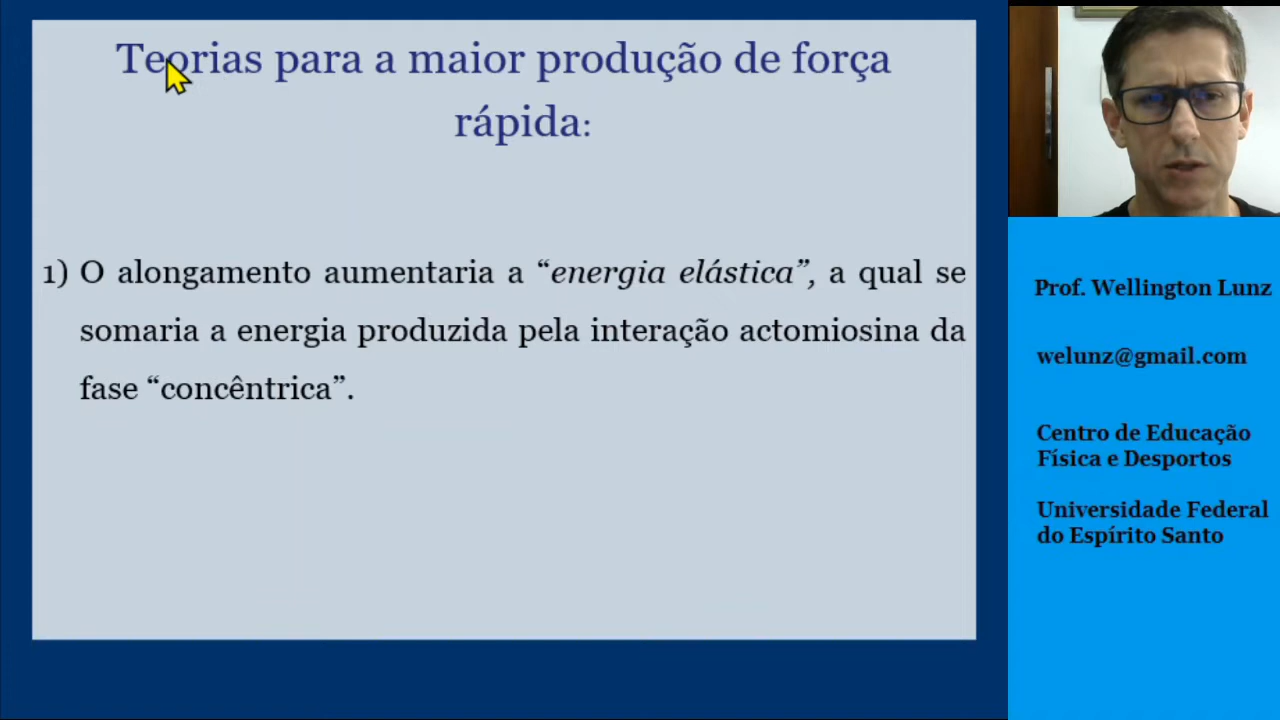 Teorias para a maior produção de força
rápida:
1) O alongamento aumentaria a “energia elástica”, a qual se
somaria a energia produzida pela interação actomiosina da
fase “concêntrica”.
Prof. Wellington Lunz
welunz@gmail.com
Centro de Educação
Física e Desportos
Universidade Federal
do Espírito Santo